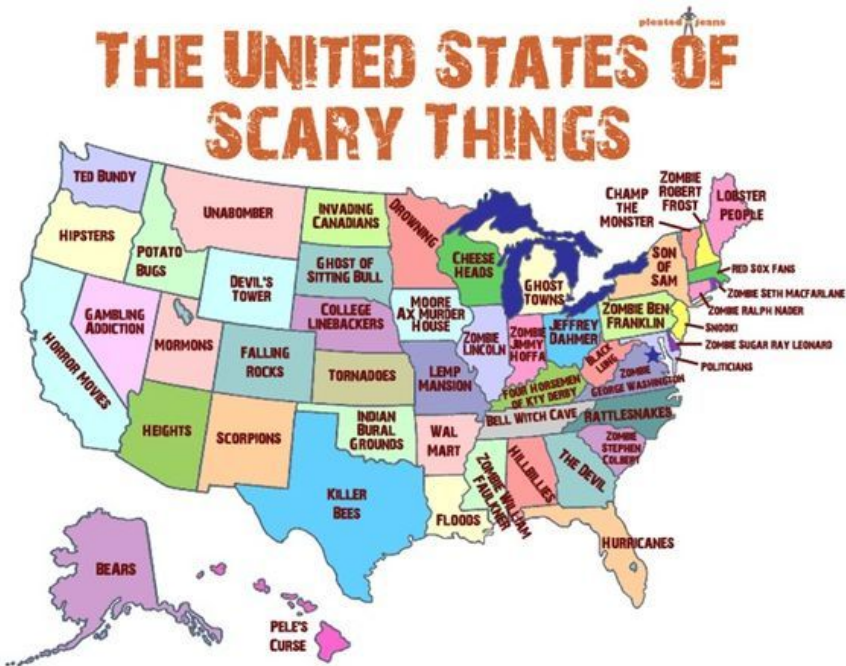 pleated jeans
THE UNITED STATES OF
SCARY THINGS
TED BUNDY
HIPSTERS
POTATO
BUGS
UNABOMBER
INVADING
CANADIANS
DROWNING
CHEESE
HEADS
GHOST
TOWNS
CHAMP
THE
MONSTER
ZOMBIE
ROBERT
FROST
LOBSTER
PEOPLE
SON
OF
SAM
RED SOX FANS
ZOMBIE SETH MACFARLANE
ZOMBIE RALPH NADER
SNOOKI
ZOMBIE SUGAR RAY LEONARD
POLITICIANS
GHOST OF
SITTING BULL
DEVIL'S
TOWER
GAMBLING
ADDICTION
HORROR MOVIES
MORMONS
FALLING
ROCKS
COLLEGE
LINEBACKERS
MOORE
AX MURDER
HOUSE
ZOMBIE
LINCOLN
ZOMBIE
JIMMY
HOFFA
JEFFREY
DAHMER
ZOMBIE BEN
FRANKLIN
BLACK
LUNG
ZOMBIE
GEORGE WASHINGTON
FOUR HORSEMEN
OF KTY DERBY
TORNADOES
LEMP
MANSION
BELL WITCH CAVE
RATTLESNAKES
HEIGHTS
SCORPIONS
INDIAN
BURAL
GROUNDS
WAL
MART
ZOMBIE WILLIAM
FAULKNER
HILLBILLIES
THE DEVIL
ZOMBIE
STEPHEN
COLBERT
KILLER
BEES
FLOODS
HURRICANES
BEARS
PELE'S
CURSE